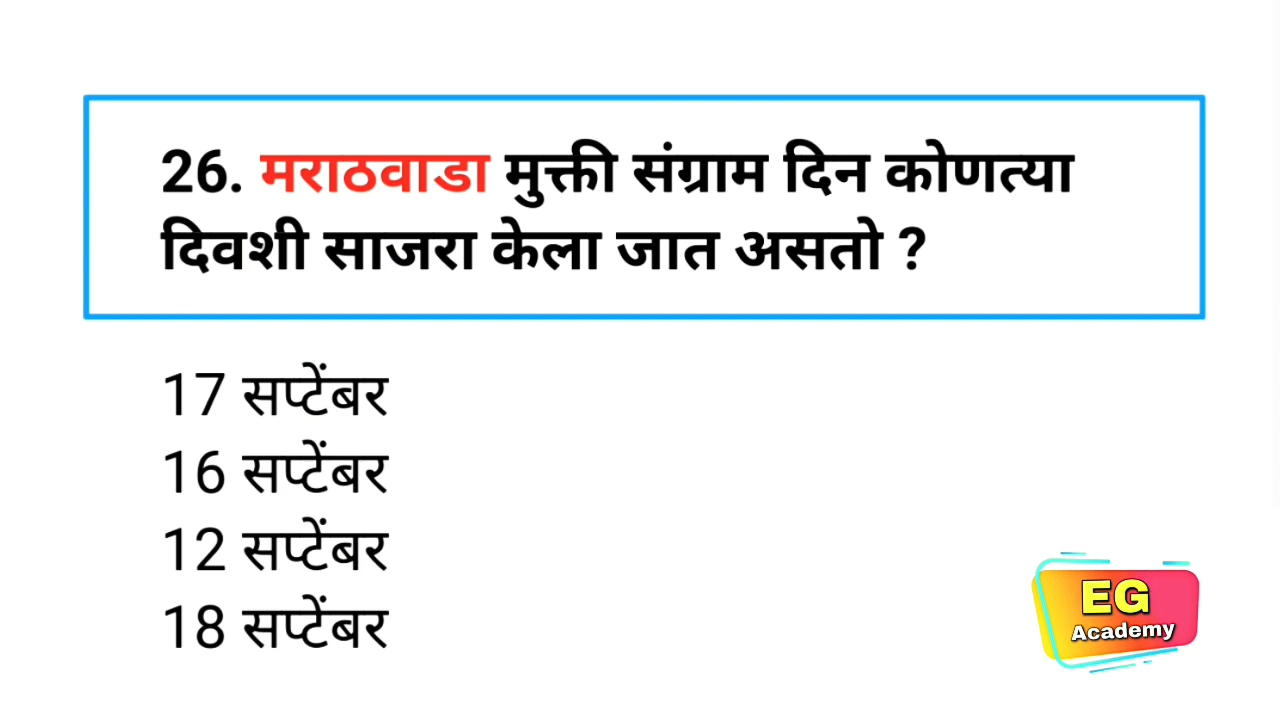 26. मराठवाडा मुक्ती संग्राम दिन कोणत्या
दिवशी साजरा केला जात असतो ?
17 सप्टेंबर
16 सप्टेंबर
12 सप्टेंबर
18 सप्टेंबर
EG
Academy